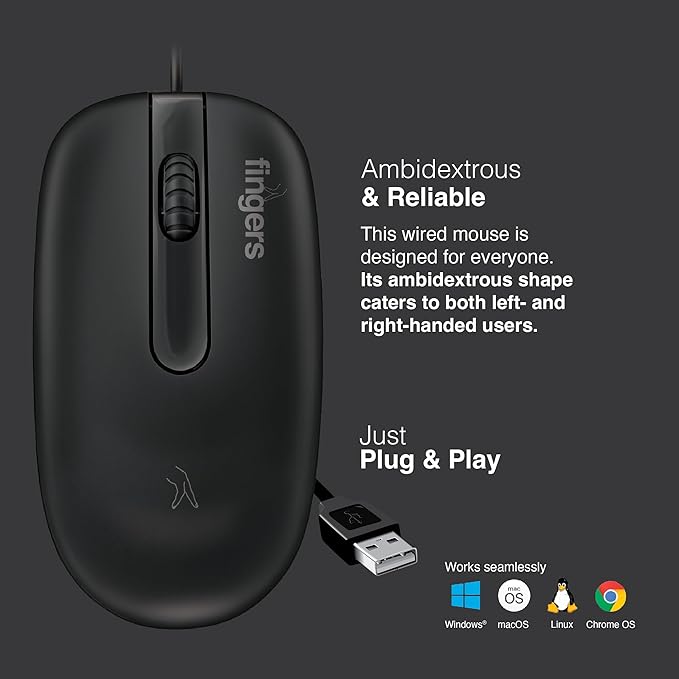 fingers
Ambidextrous
& Reliable
This wired mouse is
designed for everyone.
Its ambidextrous shape
caters to both left- and
right-handed users.
Just
Plug & Play
Works seamlessly
mac
OS
Windows® macOS Linux Chrome OS